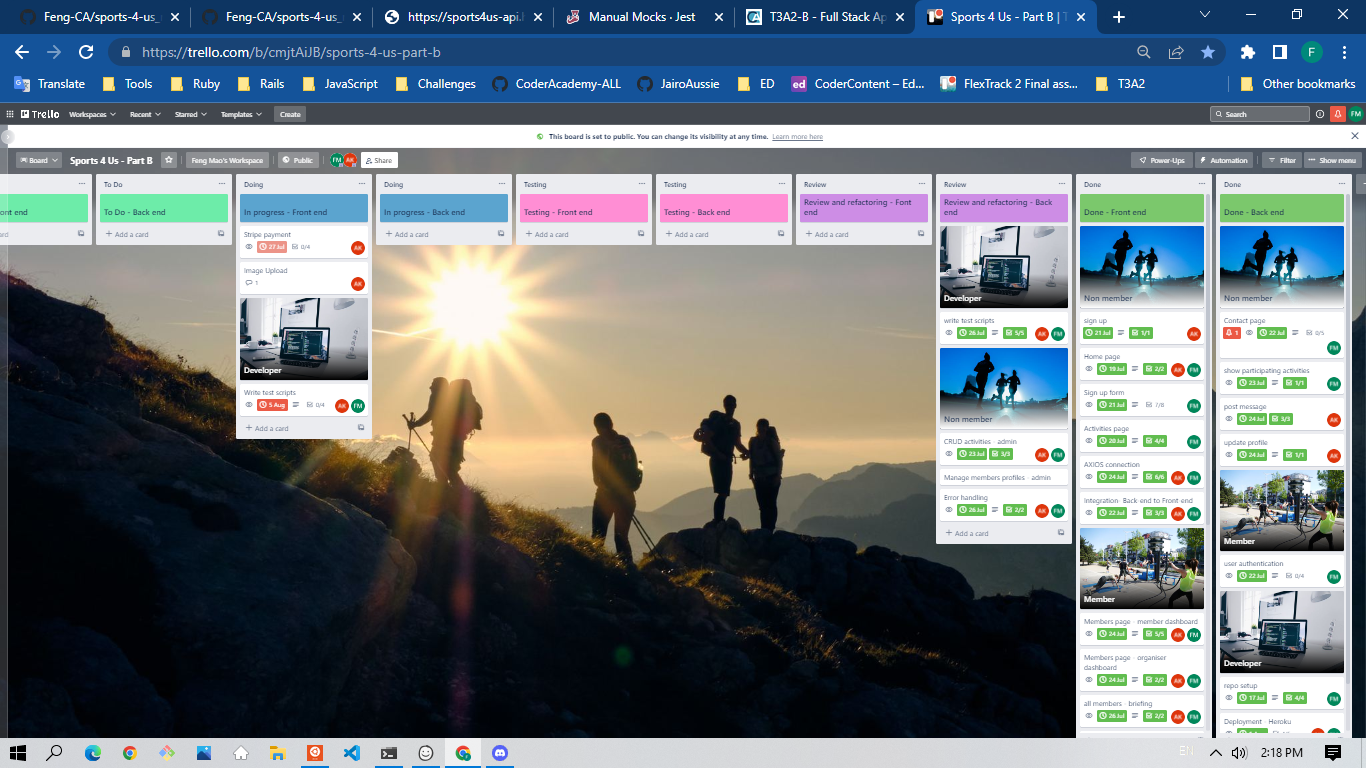 Feng-CA/sports-4-us_
Feng-CA/sports-4-us_
https://sports4us-api.h
Manual Mocks · Jest
T3A2-B - Full Stack Ap
Sports 4 Us - Part B | T
https://trello.com/b/cmjtAiJB/sports-4-us-part-b
F
Translate
Tools
Ruby
Rails
JavaScript
Challenges
CoderAcademy-ALL
JairoAussie
ED
ed
CoderContent – Ed...
FlexTrack 2 Final ass...
T3A2
Other bookmarks
Trello
Workspaces
Recent
Starred
Templates
Create
Search
FM
This board is set to public. You can change its visibility at any time. Learn more here
Board
Sports 4 Us - Part B
Feng Mao's Workspace
Public
FM
AK
Share
Power-Ups
Automation
Filter
Show menu
ont end
To Do
To Do - Back end
Add a card
Doing
In progress - Front end
Stripe payment
27 Jul
0/4
AK
Image Upload
1
AK
Developer
Write test scripts
5 Aug
0/4
AK
FM
Add a card
Doing
In progress - Back end
Add a card
Testing
Testing - Front end
Add a card
Testing
Testing - Back end
Add a card
Review
Review and refactoring - Font
end
Add a card
Review
Review and refactoring - Back
end
Developer
write test scripts
26 Jul
5/5
AK
FM
Non member
CRUD activities - admin
23 Jul
3/3
AK
FM
Manage members profiles - admin
Error handling
26 Jul
2/2
AK
FM
Add a card
Done
Done - Front end
Non member
sign up
21 Jul
1/1
AK
Home page
19 Jul
2/2
AK
FM
Sign up form
21 Jul
7/8
FM
Activities page
20 Jul
4/4
FM
AXIOS connection
24 Jul
6/6
AK
FM
Integration- Back-end to Front-end
22 Jul
3/3
AK
FM
Member
Members page - member dashboard
24 Jul
5/5
AK
FM
Members page - organiser
dashboard
24 Jul
2/2
AK
FM
all members - briefing
26 Jul
2/2
AK
FM
Done
Done - Back end
Non member
Contact page
1
22 Jul
0/5
FM
show participating activities
23 Jul
1/1
FM
post message
24 Jul
3/3
AK
update profile
24 Jul
1/1
AK
Member
user authentication
22 Jul
0/4
FM
Developer
repo setup
17 Jul
4/4
FM
Deployment - Heroku
EN
2:18 PM